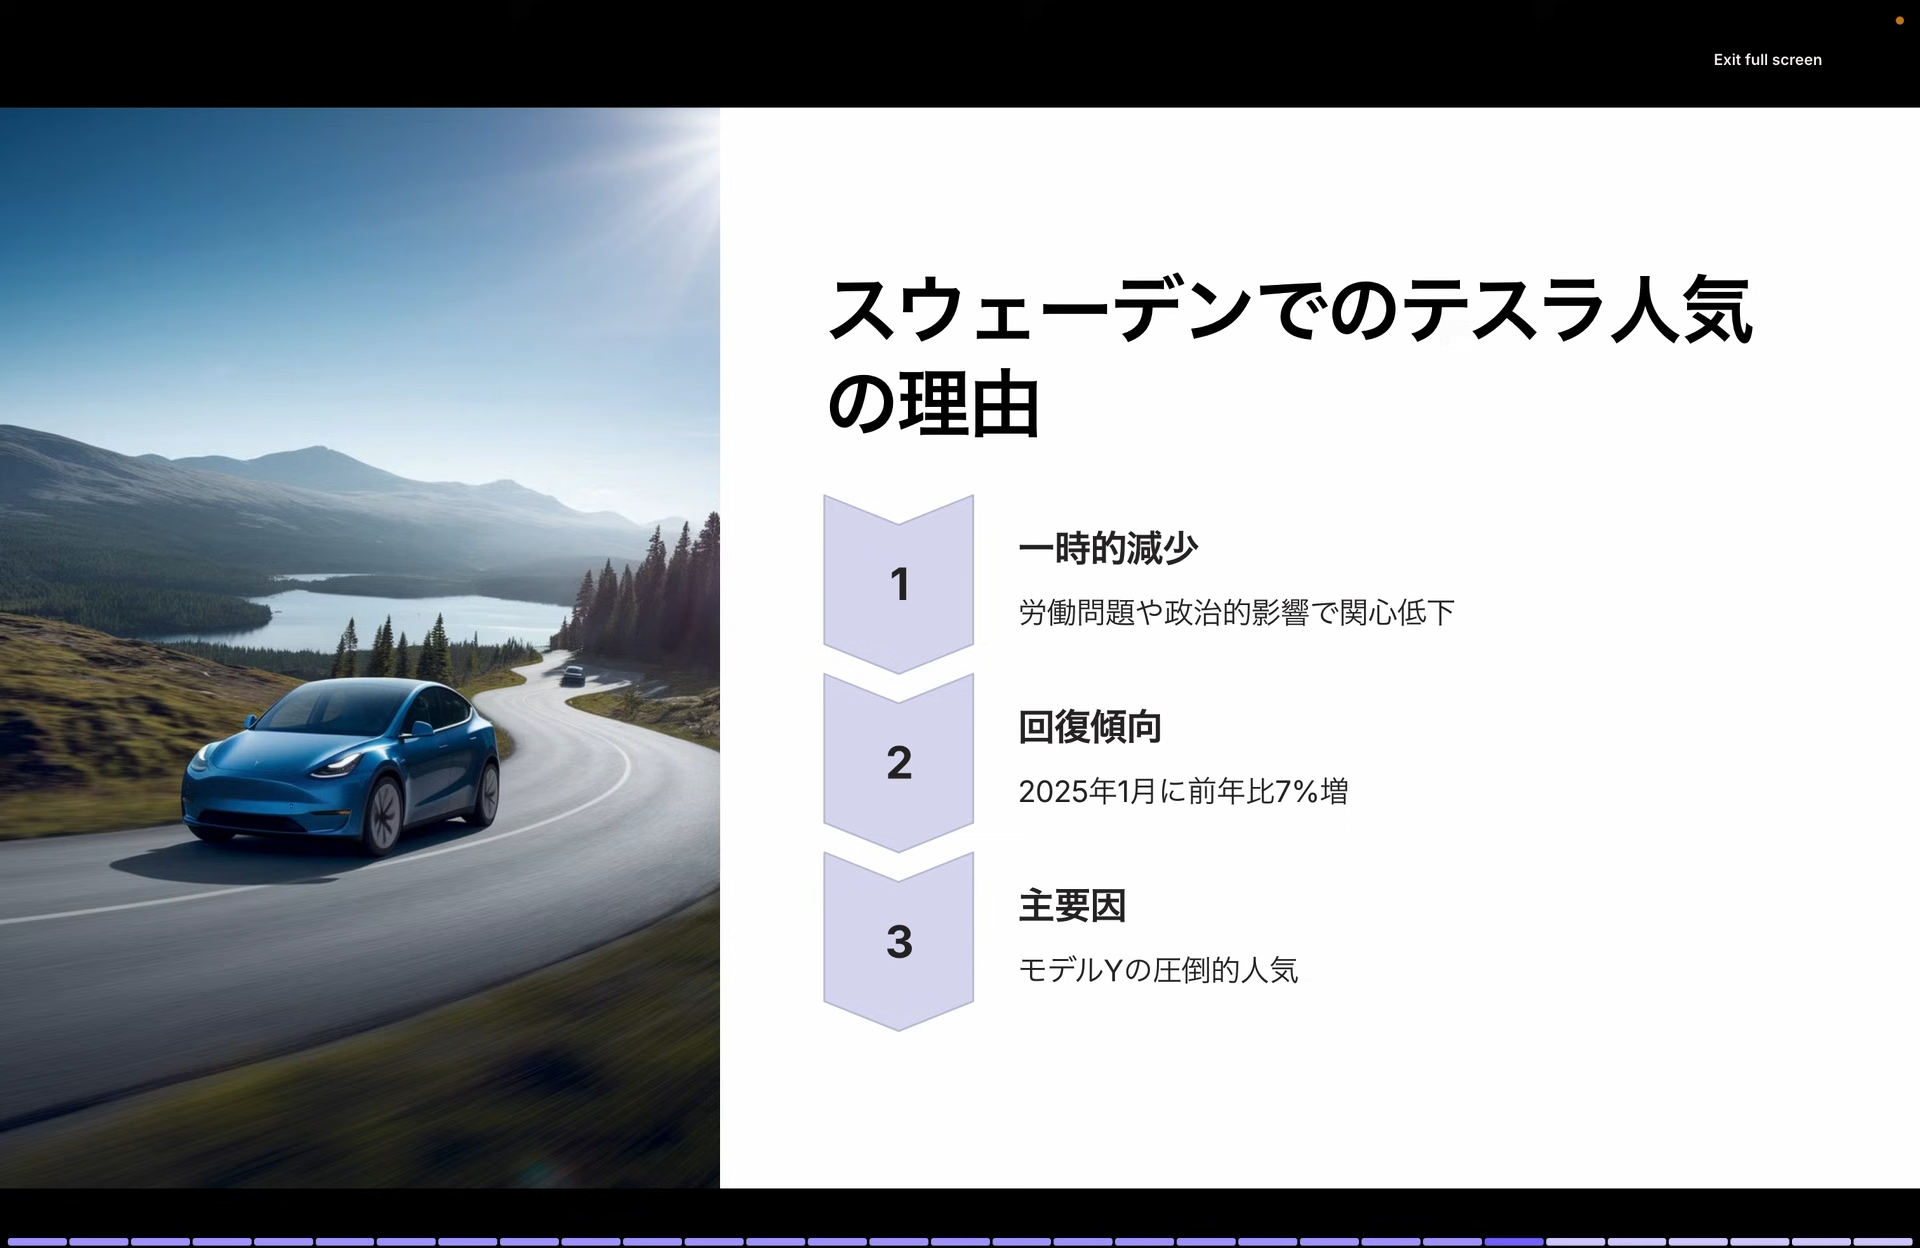 Exit full screen
スウェーデンでのテスラ人気
の理由
1
一時的減少
労働問題や政治的影響で関心低下
2
回復傾向
2025年1月に前年比7%増
3
主要因
モデルYの圧倒的人気